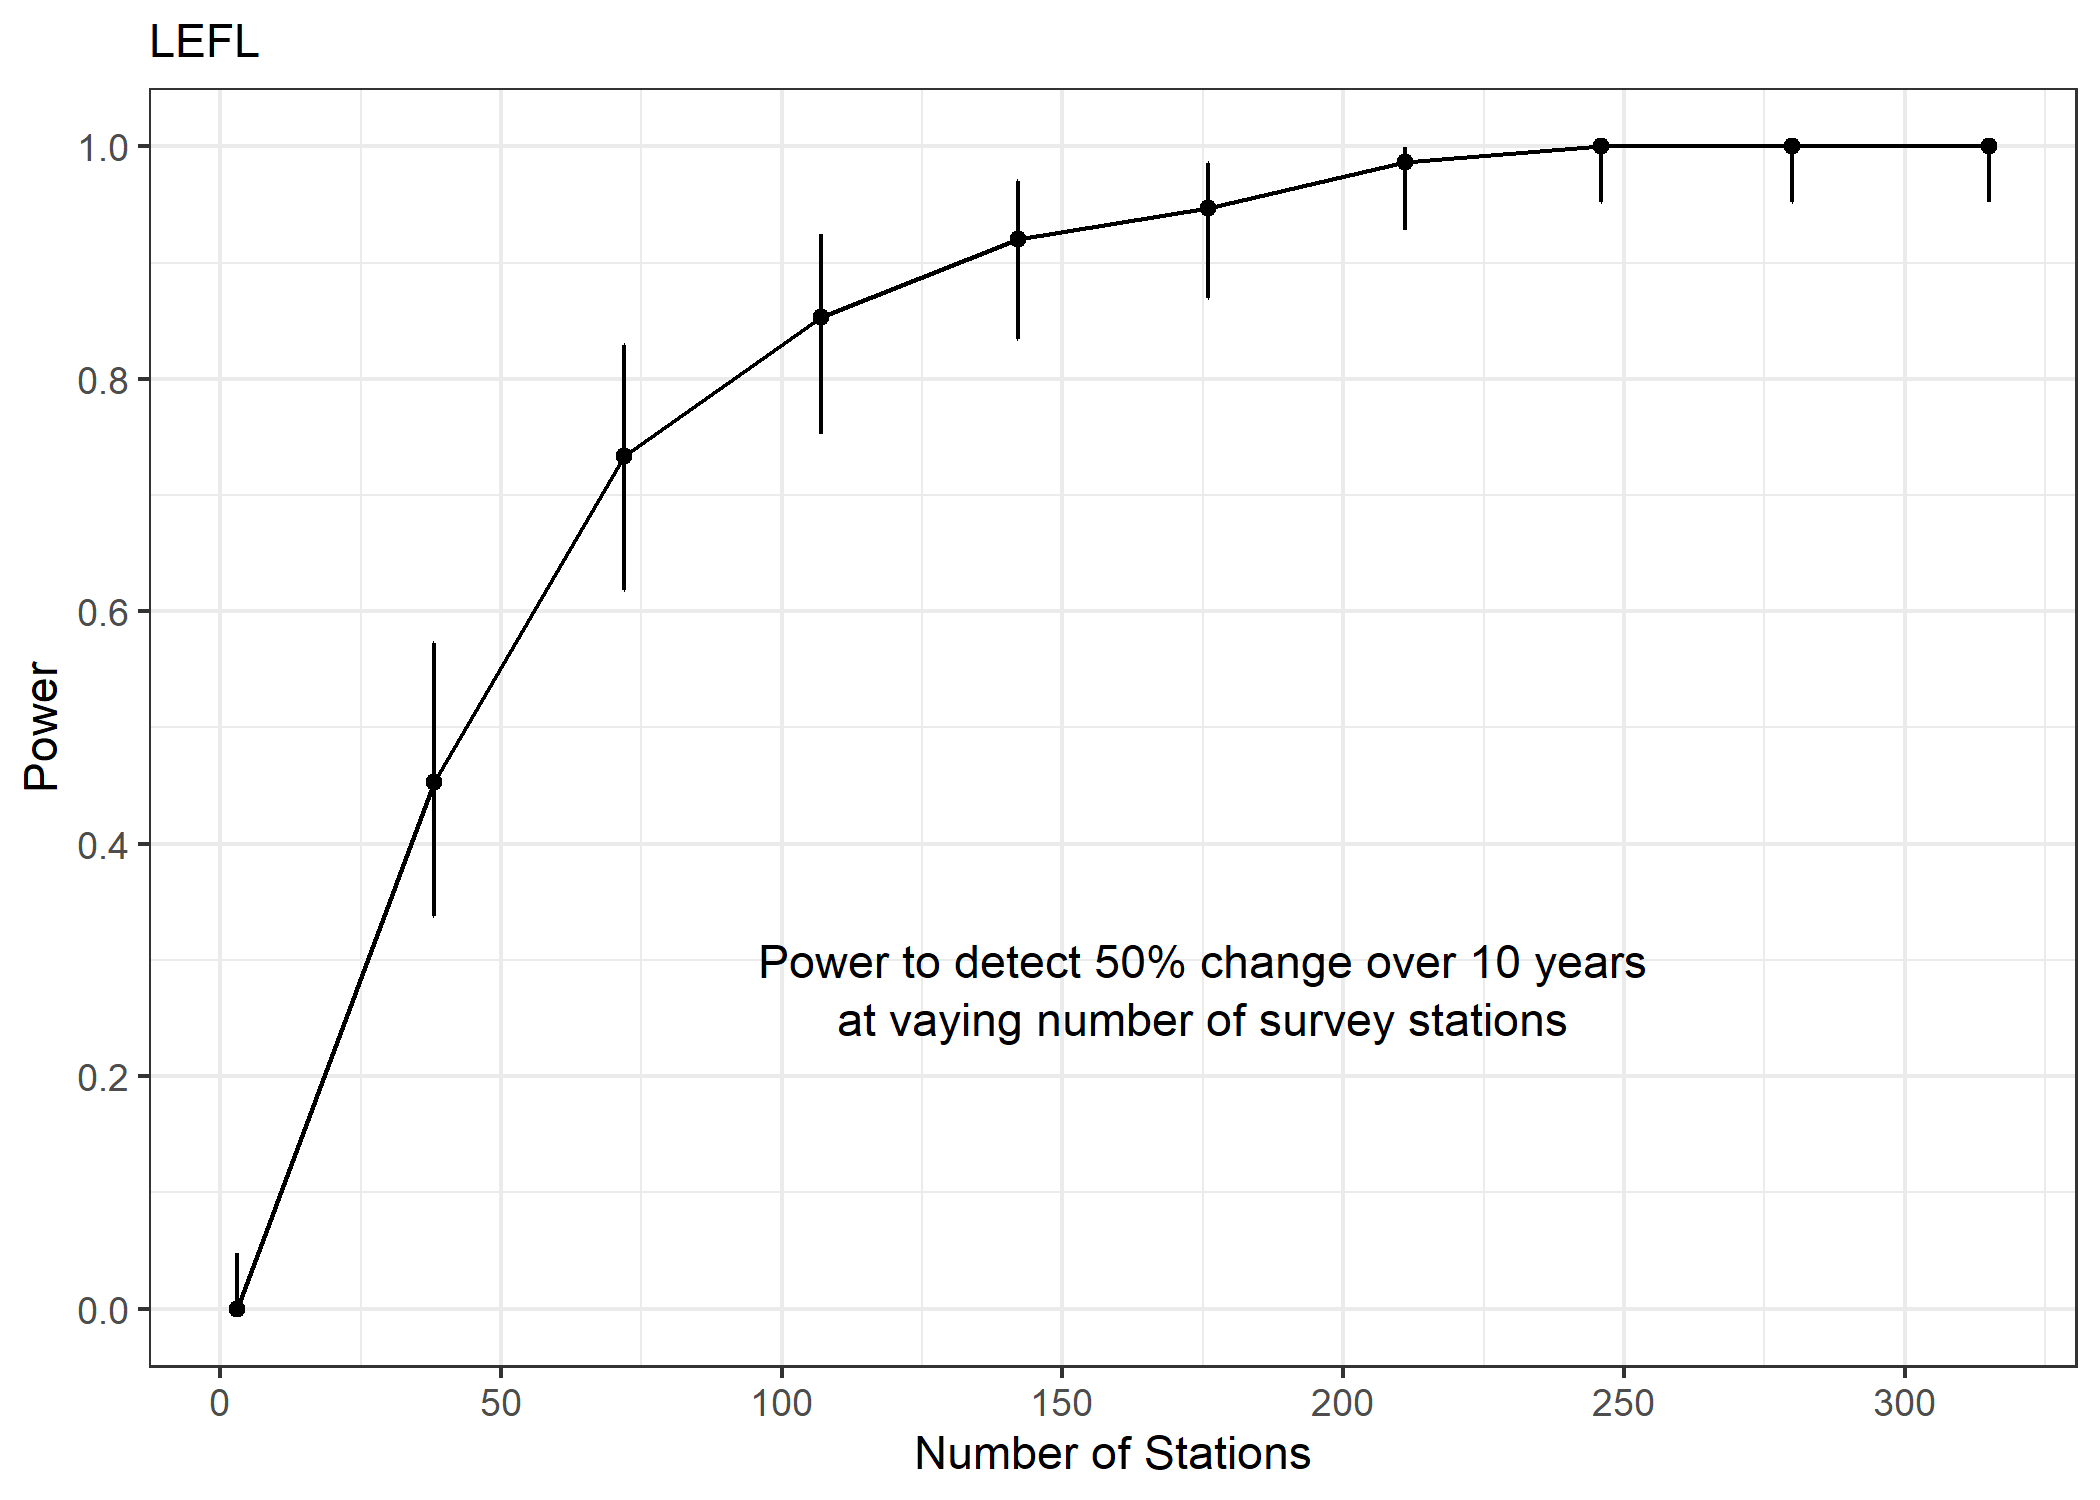 LEFL
1.0
0.8
0.6
0.4
0.2
0.0
Power
Power to detect 50% change over 10 years
at vaying number of survey stations
0 50 100 150 200 250 300
Number of Stations